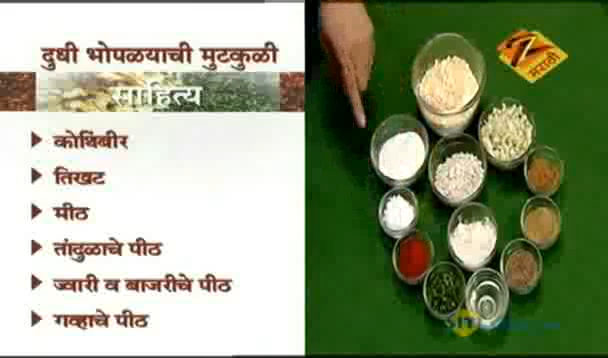 दुधी भोपळयाची मुटकुळी
साहित्य
कोथिंबीर
तिखट
मीठ
तांदुळाचे पीठ
ज्वारी व बाजरीचे पीठ
गव्हाचे पीठ
Z
मराठी